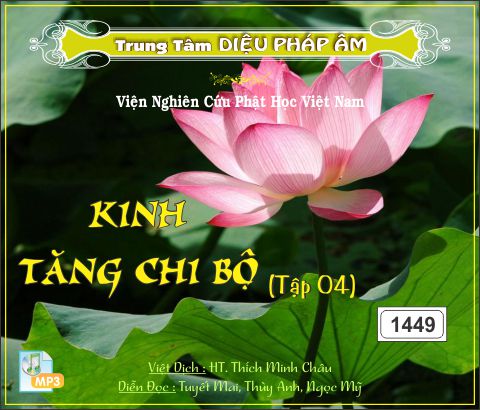 Trung Tâm DIỆU PHÁP ÂM
Viện Nghiên Cứu Phật Học Việt Nam
KINH
TĂNG CHI BỘ (Tập 04)
1449
MP3
Việt Dịch : HT. Thích Minh Châu
Diễn Đọc : Tuyết Mai, Thùy Anh, Ngọc Mỹ